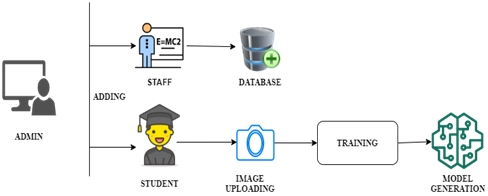 E=MC2
STAFF
DATABASE
ADDING
ADMIN
TRAINING
STUDENT
IMAGE
UPLOADING
MODEL
GENERATION